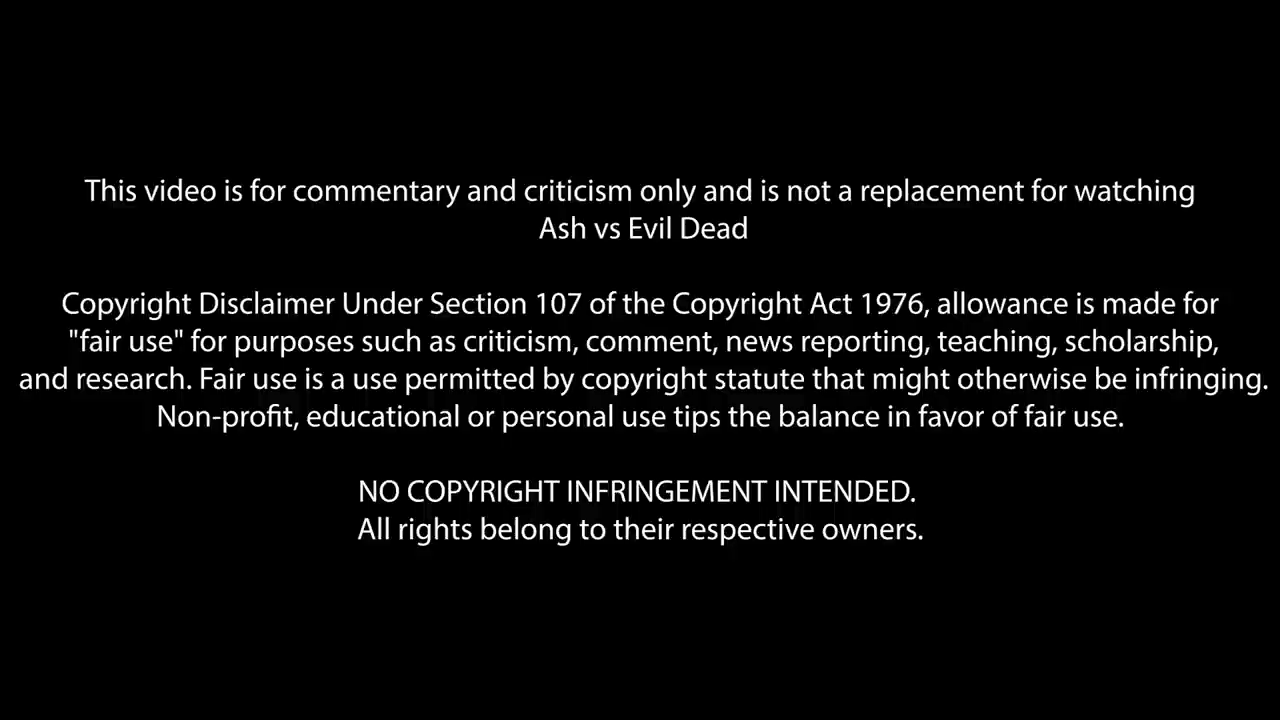 This video is for commentary and criticism only and is not a replacement for watching
Ash vs Evil Dead
Copyright Disclaimer Under Section 107 of the Copyright Act 1976, allowance is made for
"fair use" for purposes such as criticism, comment, news reporting, teaching, scholarship,
and research. Fair use is a use permitted by copyright statute that might otherwise be infringing.
Non-profit, educational or personal use tips the balance in favor of fair use.
NO COPYRIGHT INFRINGEMENT INTENDED.
All rights belong to their respective owners.